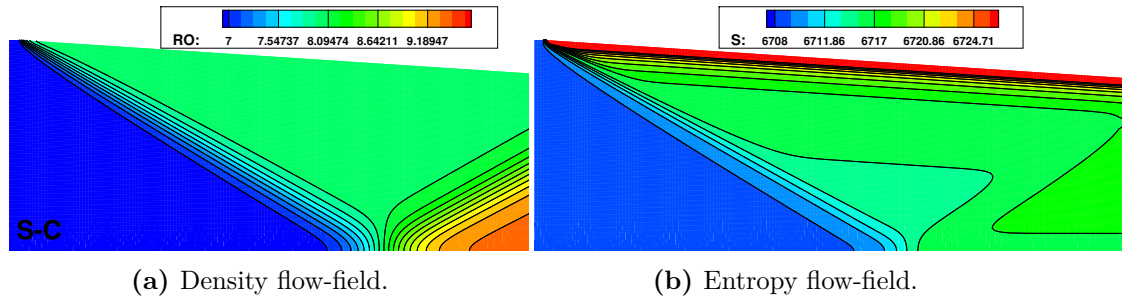 RO: 7 7.54737 8.09474 8.64211 9.18947
S: 6708 6711.86 6717 6720.86 6724.71
S-C
(a) Density flow-field.
(b) Entropy flow-field.